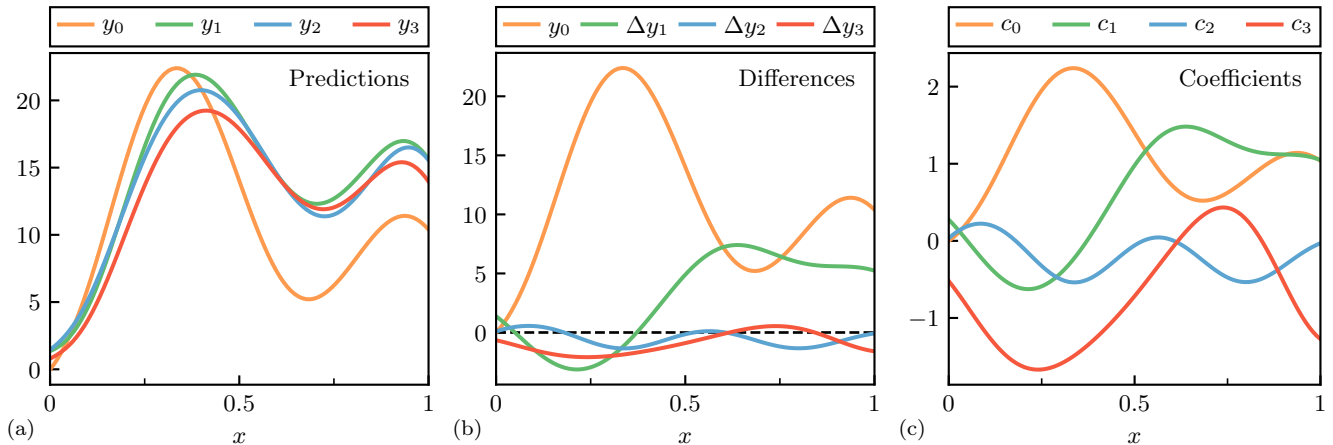 y₀ y₁ y₂ y₃
Predictions
20
15
10
5
0
0
0.5
1
(a)
x
y₀ Δy₁ Δy₂ Δy₃
Differences
20
15
10
5
0
0
0.5
1
(b)
x
c₀ c₁ c₂ c₃
Coefficients
2
1
0
−1
0
0.5
1
(c)
x